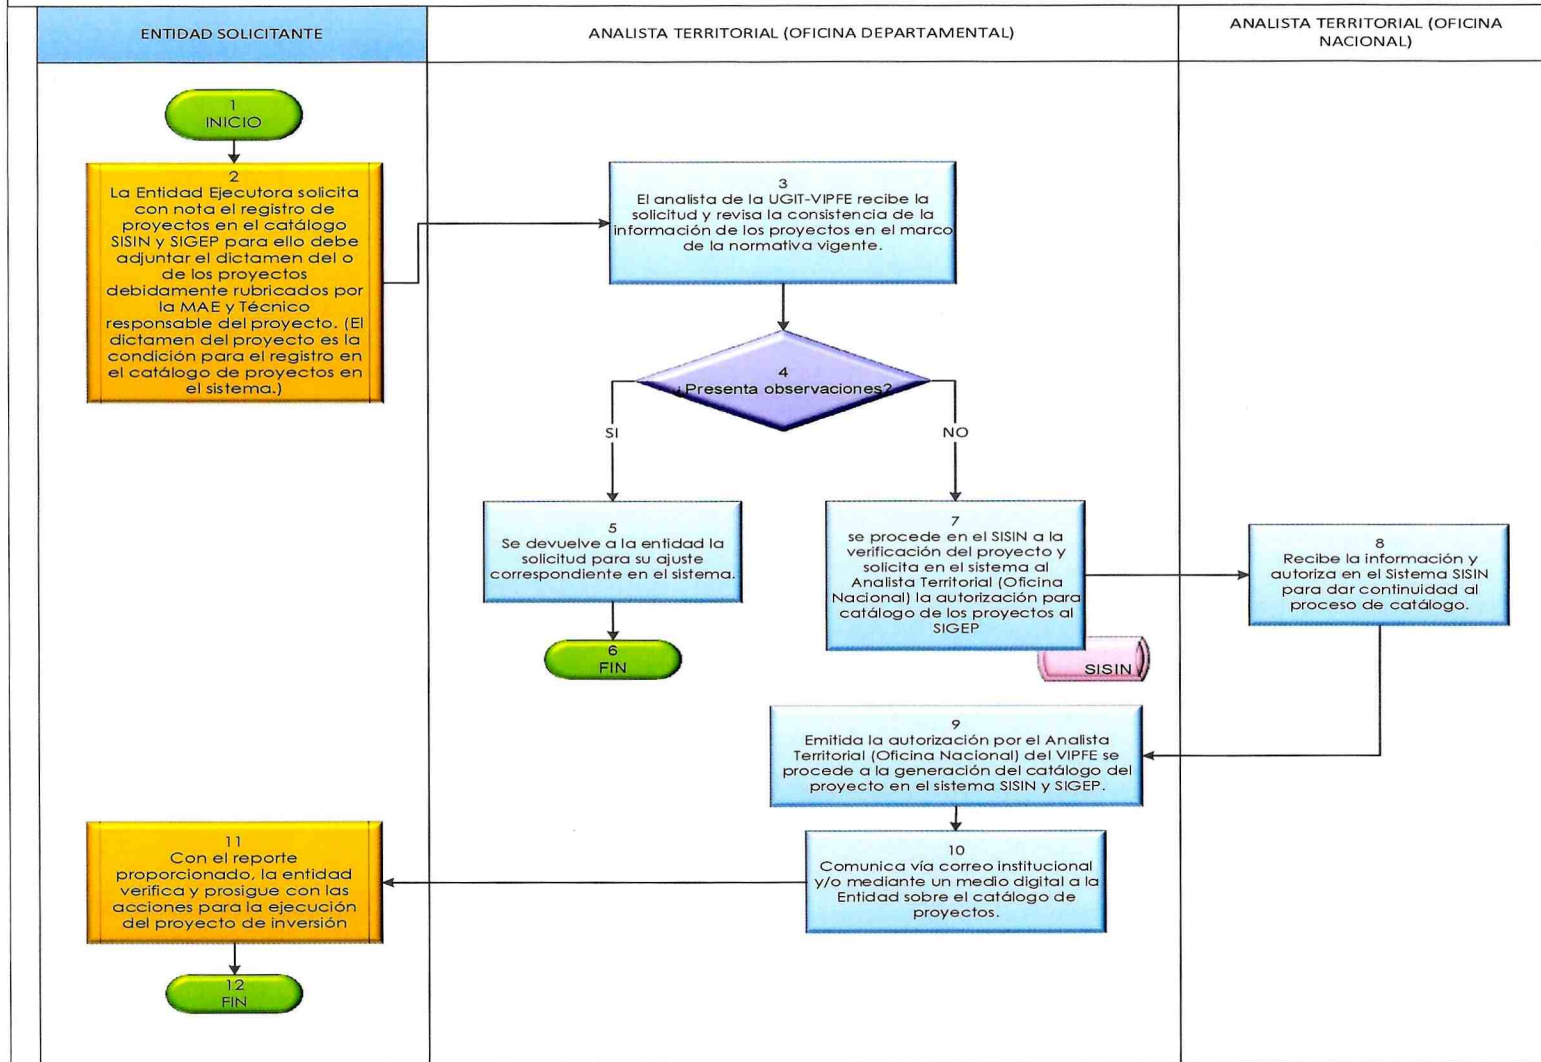 ENTIDAD SOLICITANTE
ANALISTA TERRITORIAL (OFICINA DEPARTAMENTAL)
ANALISTA TERRITORIAL (OFICINA
NACIONAL)
1
INICIO
2
La Entidad Ejecutora solicita
con nota el registro de
proyectos en el catálogo
SISIN y SIGEP para ello debe
adjuntar el dictamen del o
de los proyectos
debidamente rubricados por
la MAE y Técnico
responsable del proyecto. (El
dictamen del proyecto es la
condición para el registro en
el catálogo de proyectos en
el sistema.)
3
El analista de la UGIT-VIPFE recibe la
solicitud y revisa la consistencia de la
información de los proyectos en el marco
de la normativa vigente.
4
¿Presenta observaciones?
SI
NO
5
Se devuelve a la entidad la
solicitud para su ajuste
correspondiente en el sistema.
6
FIN
7
se procede en el SISIN a la
verificación del proyecto y
solicita en el sistema al
Analista Territorial (Oficina
Nacional) la autorización para
catálogo de los proyectos al
SIGEP
SISIN
8
Recibe la información y
autoriza en el Sistema SISIN
para dar continuidad al
proceso de catálogo.
9
Emitida la autorización por el Analista
Territorial (Oficina Nacional) del VIPFE se
procede a la generación del catálogo del
proyecto en el sistema SISIN y SIGEP.
10
Comunica vía correo institucional
y/o mediante un medio digital a la
Entidad sobre el catálogo de
proyectos.
11
Con el reporte
proporcionado, la entidad
verifica y prosigue con las
acciones para la ejecución
del proyecto de inversión
12
FIN